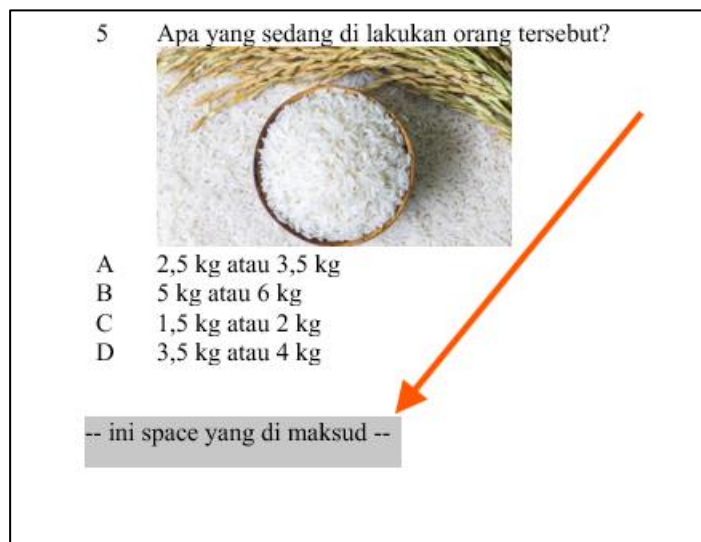 5 Apa yang sedang di lakukan orang tersebut?
A 2,5 kg atau 3,5 kg
B 5 kg atau 6 kg
C 1,5 kg atau 2 kg
D 3,5 kg atau 4 kg
-- ini space yang di maksud --